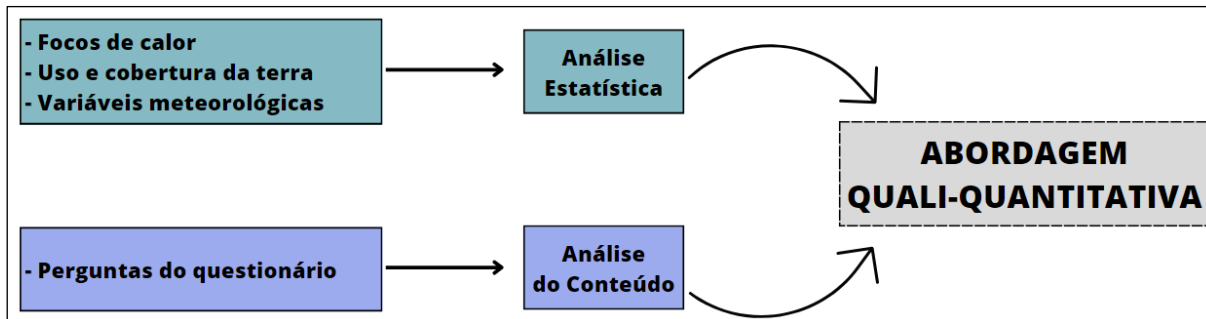 - Focos de calor
- Uso e cobertura da terra
- Variáveis meteorológicas
Análise
Estatística
ABORDAGEM
QUALI-QUANTITATIVA
- Perguntas do questionário
Análise
do Conteúdo